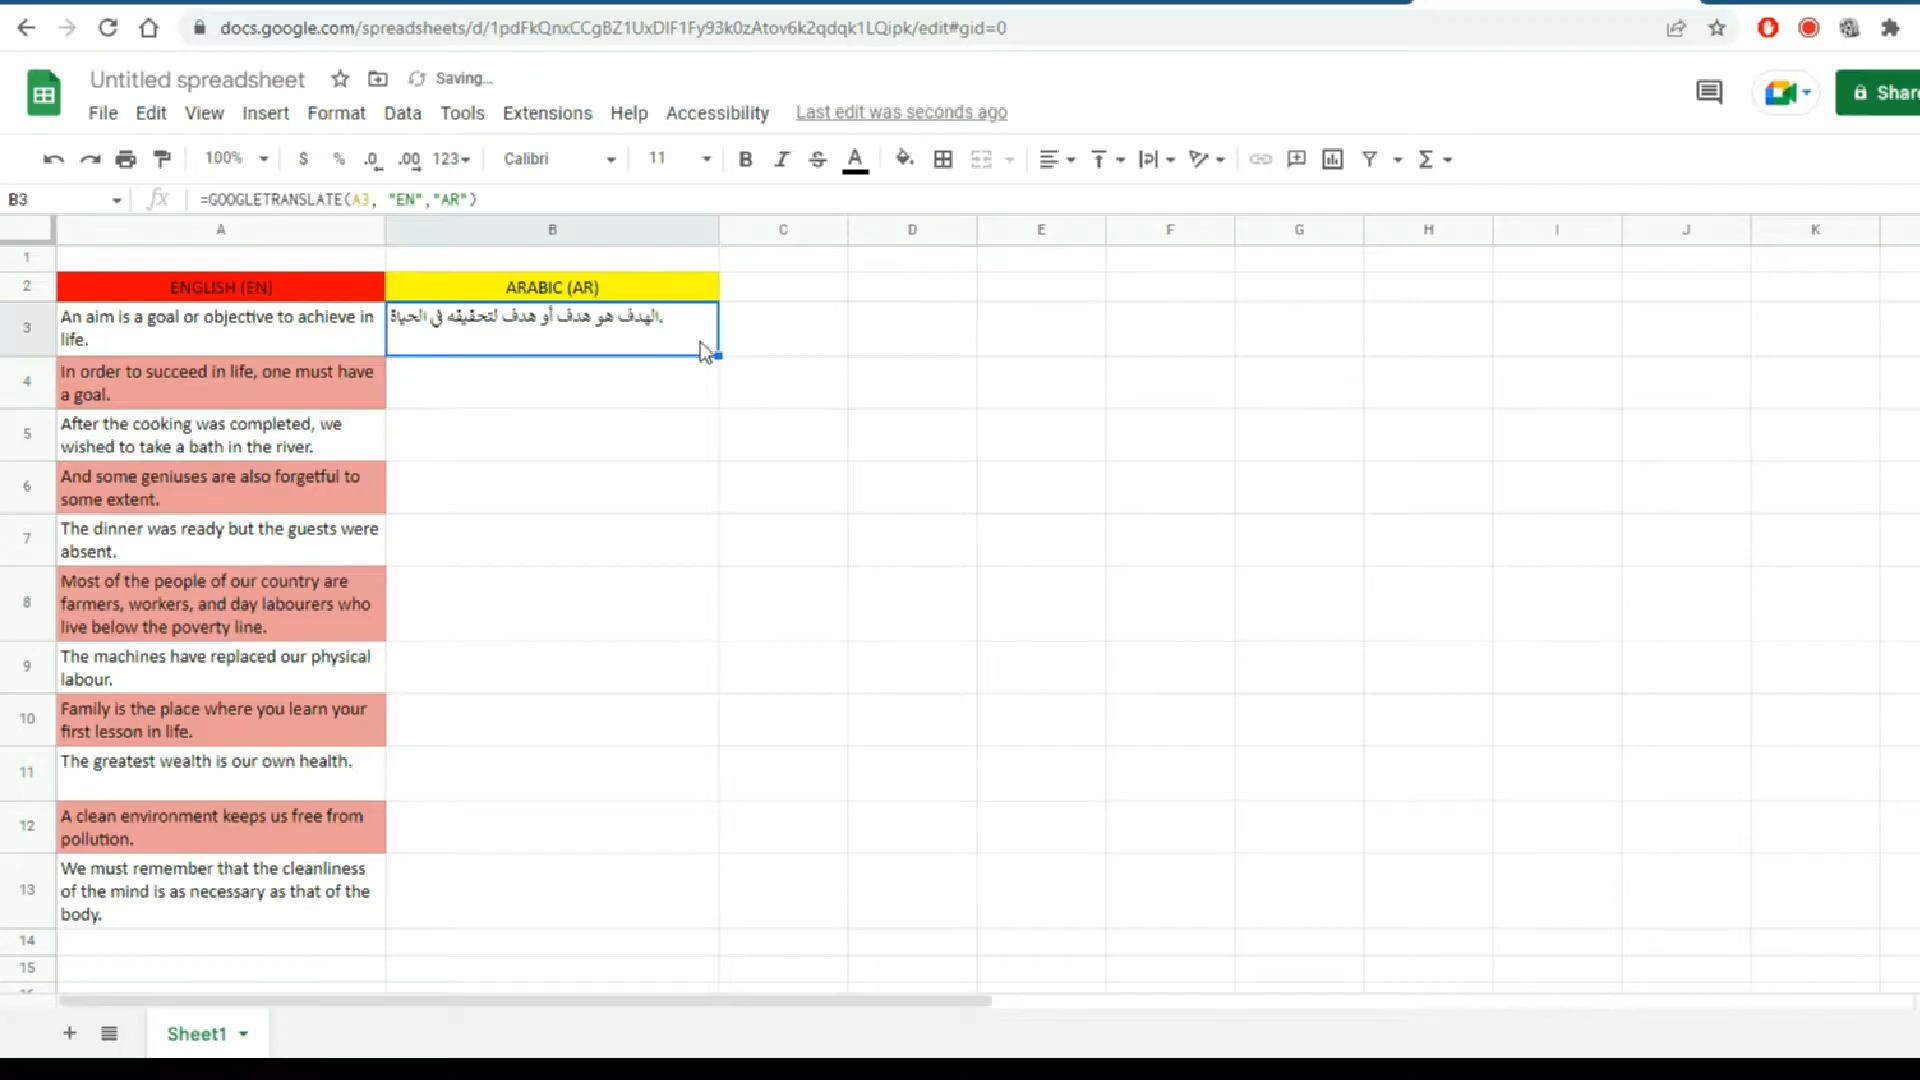 docs.google.com/spreadsheets/d/1pdFkQnxCCgBZ1UxDIF1Fy93k0zAtov6k2qdqk1LQipk/edit#gid=0
Untitled spreadsheet Saving...
File Edit View Insert Format Data Tools Extensions Help Accessibility Last edit was seconds ago
Share
100% $ % .0 .00 123 Calibri 11 B I S A Σ
B3 fx =GOOGLETRANSLATE(A3, "EN","AR")
A B C D E F G H I J K
1
2 ENGLISH (EN) ARABIC (AR)
3 An aim is a goal or objective to achieve in
life.
الهدف هو هدف أو هدف لتحقيقه في الحياة.
4 In order to succeed in life, one must have
a goal.
5 After the cooking was completed, we
wished to take a bath in the river.
6 And some geniuses are also forgetful to
some extent.
7 The dinner was ready but the guests were
absent.
8 Most of the people of our country are
farmers, workers, and day labourers who
live below the poverty line.
9 The machines have replaced our physical
labour.
10 Family is the place where you learn your
first lesson in life.
11 The greatest wealth is our own health.
12 A clean environment keeps us free from
pollution.
13 We must remember that the cleanliness
of the mind is as necessary as that of the
body.
14
15
Sheet1